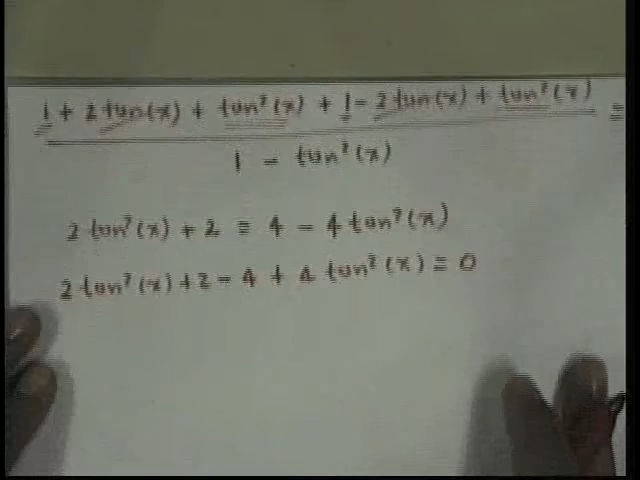 1 + 2 tan(x) + tan²(x) + 1 - 2 tan(x) + tan²(x) ≡
1 - tan²(x)
2 tan²(x) + 2 ≡ 4 - 4 tan²(x)
2 tan²(x) + 2 - 4 + 4 tan²(x) ≡ 0